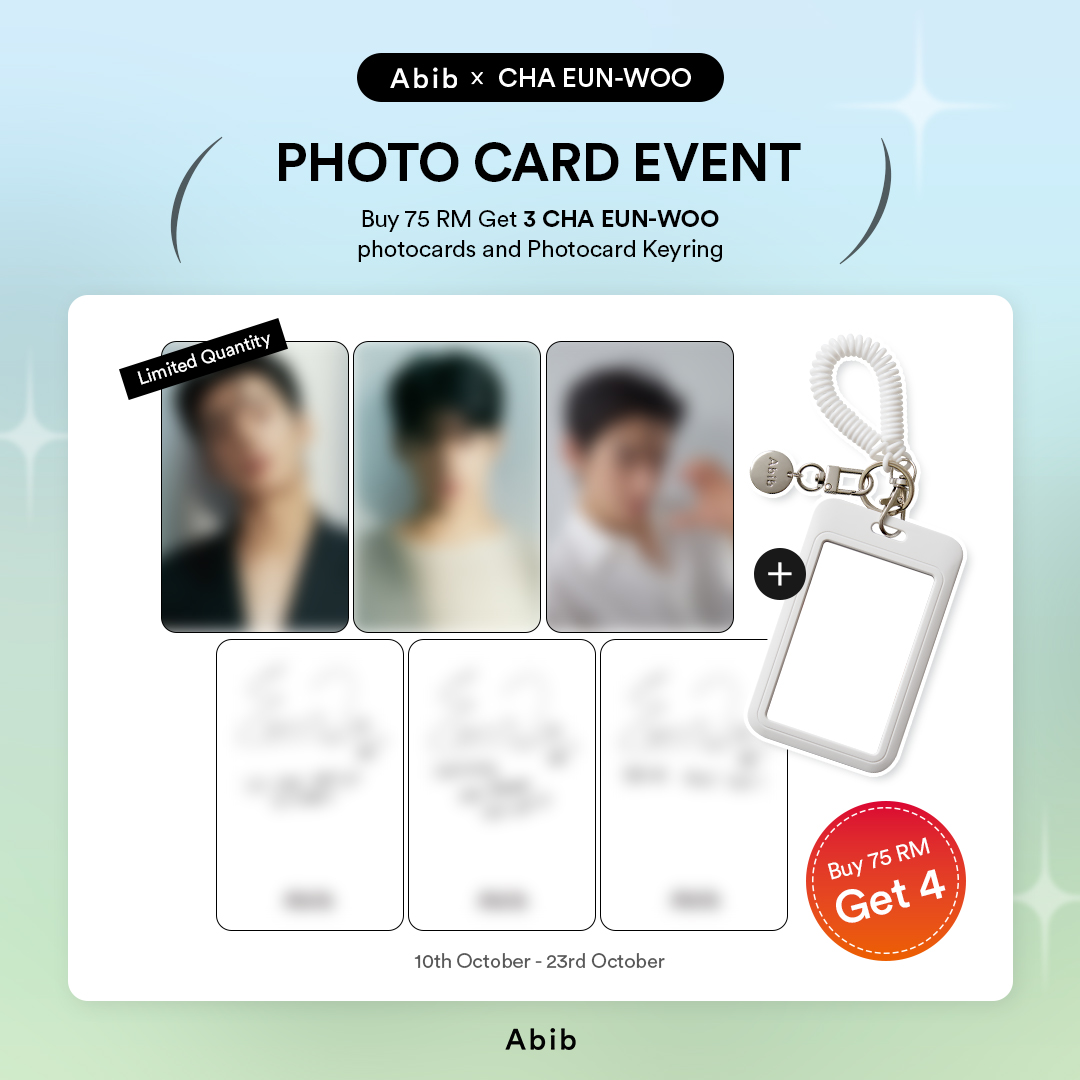 Abib x CHA EUN-WOO
PHOTO CARD EVENT
Buy 75 RM Get 3 CHA EUN-WOO
photocards and Photocard Keyring
Limited Quantity
Abib
Buy 75 RM
Get 4
10th October - 23rd October
Abib